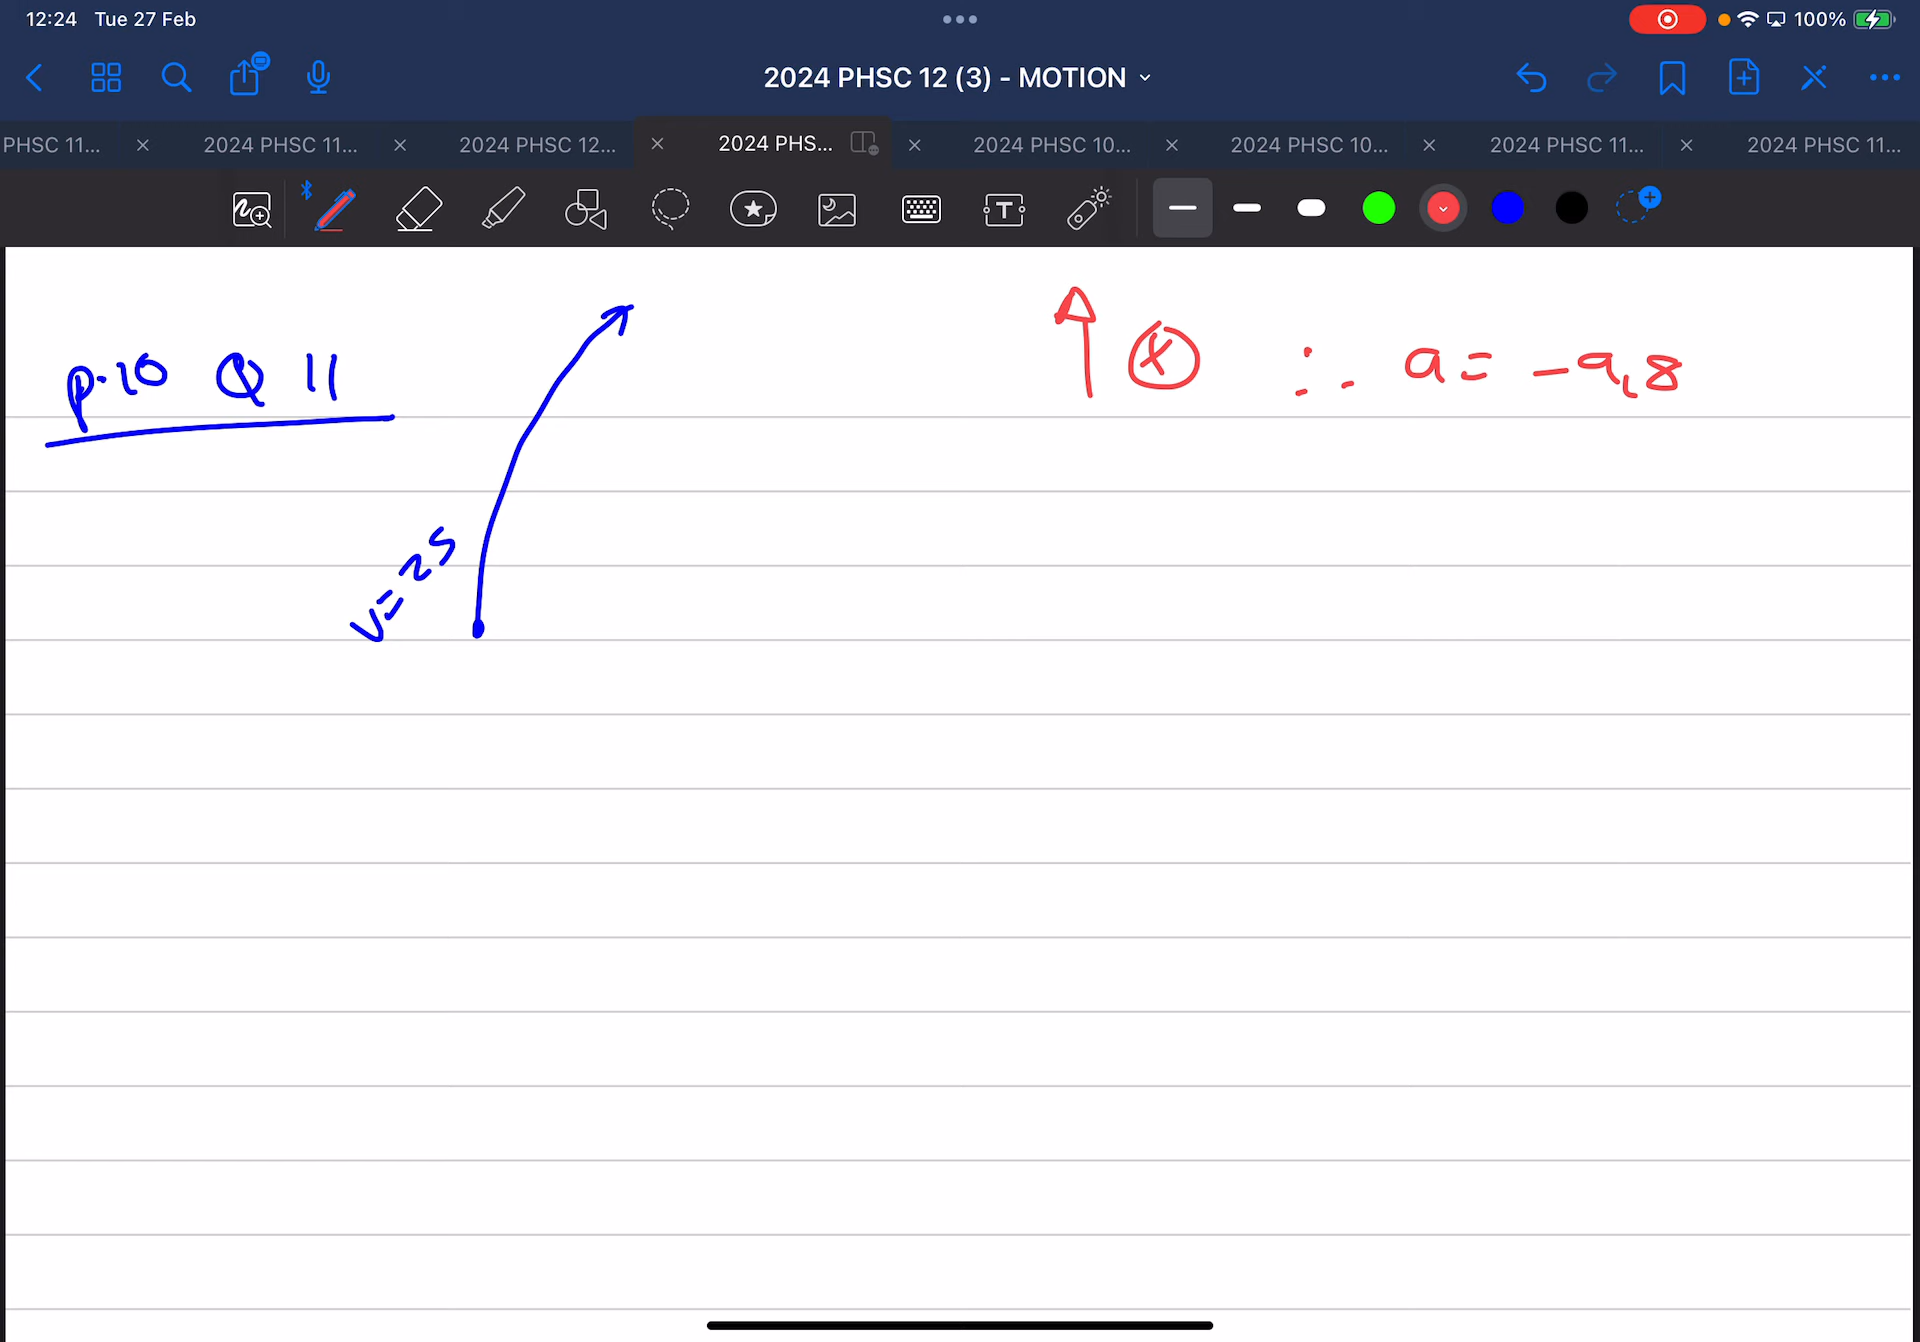 12:24 Tue 27 Feb
100%
2024 PHSC 12 (3) - MOTION
PHSC 11...
2024 PHSC 11...
2024 PHSC 12...
2024 PHS...
2024 PHSC 10...
2024 PHSC 10...
2024 PHSC 11...
2024 PHSC 11...
T
p.10 Q 11
+ ∴ a = -9,8
v = 25